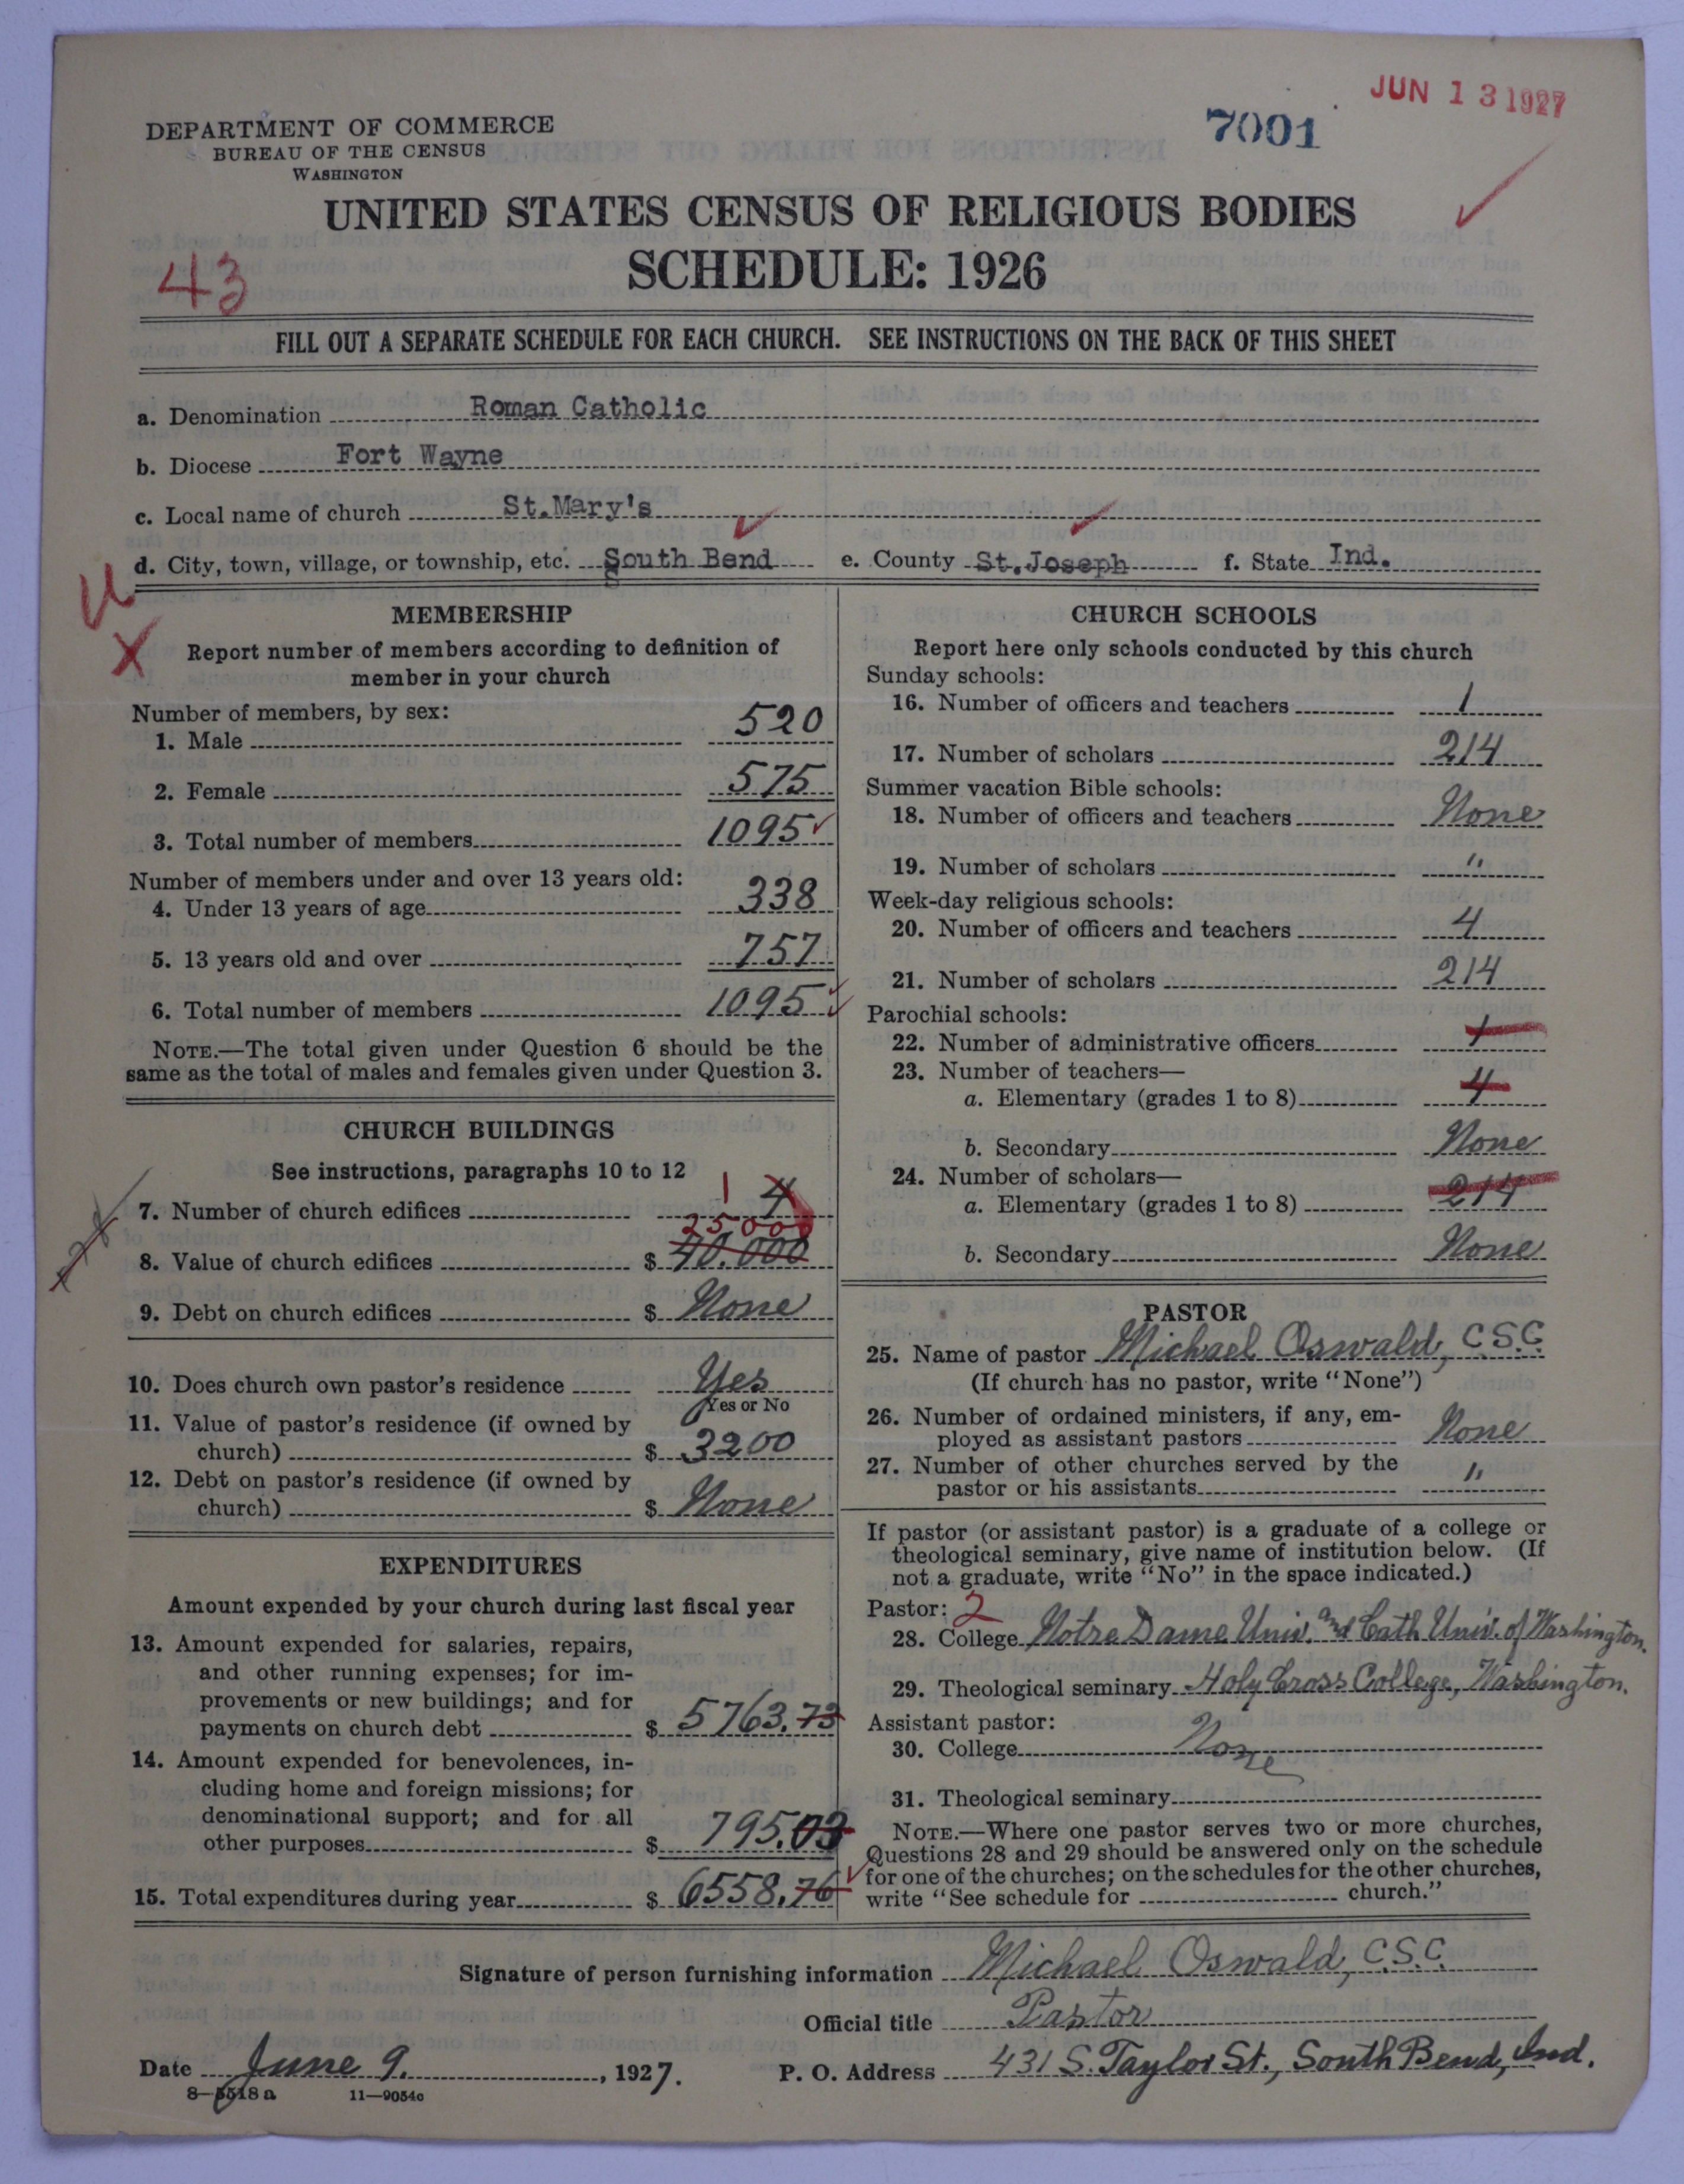 JUN 13 1927
7001
DEPARTMENT OF COMMERCE
BUREAU OF THE CENSUS
WASHINGTON
UNITED STATES CENSUS OF RELIGIOUS BODIES
SCHEDULE: 1926
43
FILL OUT A SEPARATE SCHEDULE FOR EACH CHURCH. SEE INSTRUCTIONS ON THE BACK OF THIS SHEET
a. Denomination Roman Catholic
b. Diocese Fort Wayne
c. Local name of church St.Mary's
d. City, town, village, or township, etc. South Bend e. County St.Joseph f. State Ind.
MEMBERSHIP
Report number of members according to definition of
member in your church
Number of members, by sex:
1. Male 520
2. Female 575
3. Total number of members 1095
Number of members under and over 13 years old:
4. Under 13 years of age 338
5. 13 years old and over 757
6. Total number of members 1095
NOTE.—The total given under Question 6 should be the
same as the total of males and females given under Question 3.
CHURCH BUILDINGS
See instructions, paragraphs 10 to 12
7. Number of church edifices 1 4
25000
8. Value of church edifices $ 40.000
9. Debt on church edifices $ None
10. Does church own pastor's residence Yes
Yes or No
11. Value of pastor's residence (if owned by
church) $ 3200
12. Debt on pastor's residence (if owned by
church) $ None
EXPENDITURES
Amount expended by your church during last fiscal year
13. Amount expended for salaries, repairs,
and other running expenses; for im-
provements or new buildings; and for
payments on church debt $ 5763.73
14. Amount expended for benevolences, in-
cluding home and foreign missions; for
denominational support; and for all
other purposes $ 795.03
15. Total expenditures during year $ 6558.76
CHURCH SCHOOLS
Report here only schools conducted by this church
Sunday schools:
16. Number of officers and teachers 1
17. Number of scholars 214
Summer vacation Bible schools:
18. Number of officers and teachers None
19. Number of scholars "
Week-day religious schools:
20. Number of officers and teachers 4
21. Number of scholars 214
Parochial schools:
22. Number of administrative officers 1
23. Number of teachers—
a. Elementary (grades 1 to 8) 4
b. Secondary None
24. Number of scholars—
a. Elementary (grades 1 to 8) 214
b. Secondary None
PASTOR
25. Name of pastor Michael Oswald, C.S.C.
(If church has no pastor, write "None")
26. Number of ordained ministers, if any, em-
ployed as assistant pastors None
27. Number of other churches served by the
pastor or his assistants "
If pastor (or assistant pastor) is a graduate of a college or
theological seminary, give name of institution below. (If
not a graduate, write "No" in the space indicated.)
Pastor: 2
28. College Notre Dame Univ. and Cath Univ. of Washington.
29. Theological seminary Holy Cross College, Washington.
Assistant pastor:
30. College None
31. Theological seminary
NOTE.—Where one pastor serves two or more churches,
Questions 28 and 29 should be answered only on the schedule
for one of the churches; on the schedules for the other churches,
write "See schedule for church."
Signature of person furnishing information Michael Oswald, C.S.C.
Official title Pastor
Date June 9. , 1927. P. O. Address 431 S. Taylor St., South Bend, Ind.
8—5518 a 11—9054c